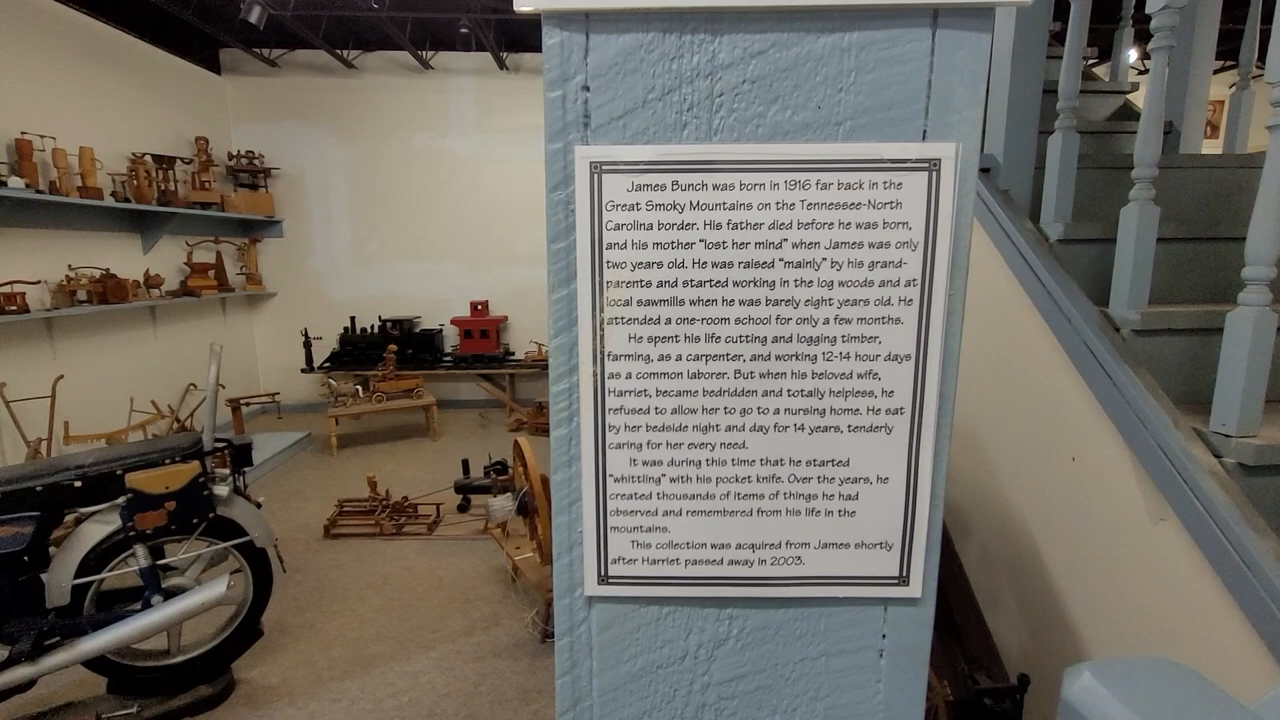 James Bunch was born in 1916 far back in the
Great Smoky Mountains on the Tennessee-North
Carolina border. His father died before he was born,
and his mother “lost her mind” when James was only
two years old. He was raised “mainly” by his grand-
parents and started working in the log woods and at
local sawmills when he was barely eight years old. He
attended a one-room school for only a few months.
He spent his life cutting and logging timber,
farming, as a carpenter, and working 12-14 hour days
as a common laborer. But when his beloved wife,
Harriet, became bedridden and totally helpless, he
refused to allow her to go to a nursing home. He sat
by her bedside night and day for 14 years, tenderly
caring for her every need.
It was during this time that he started
“whittling” with his pocket knife. Over the years, he
created thousands of items of things he had
observed and remembered from his life in the
mountains.
This collection was acquired from James shortly
after Harriet passed away in 2003.